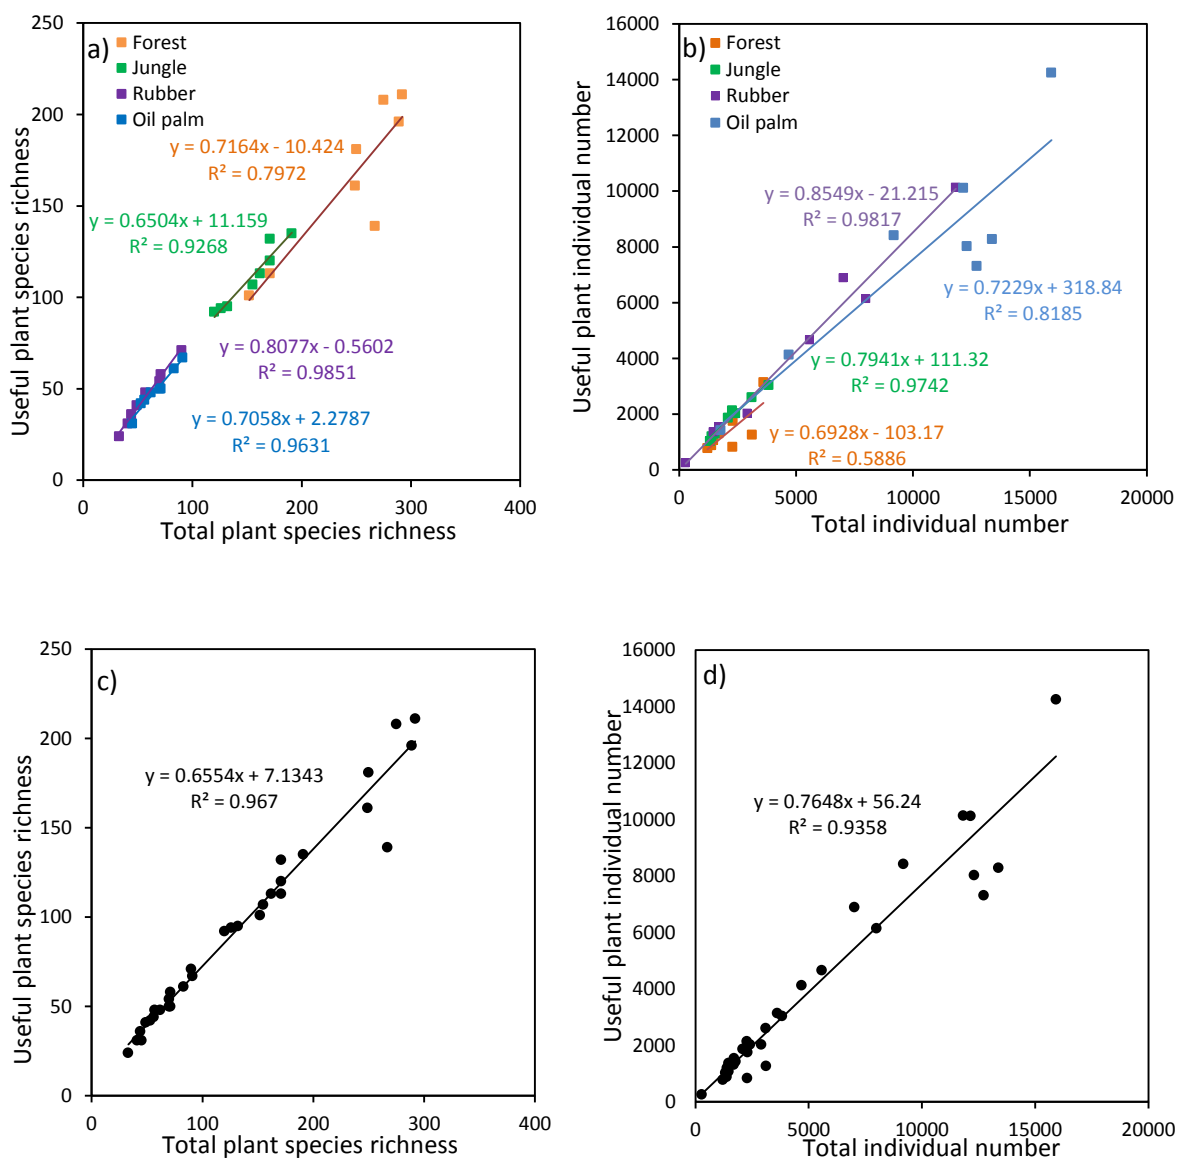 a)
Forest
Jungle
Rubber
Oil palm
y = 0.7164x - 10.424
R² = 0.7972
y = 0.6504x + 11.159
R² = 0.9268
y = 0.8077x - 0.5602
R² = 0.9851
y = 0.7058x + 2.2787
R² = 0.9631
250
200
150
100
50
0
0 100 200 300 400
Useful plant species richness
Total plant species richness
b)
Forest
Jungle
Rubber
Oil palm
y = 0.8549x - 21.215
R² = 0.9817
y = 0.7229x + 318.84
R² = 0.8185
y = 0.7941x + 111.32
R² = 0.9742
y = 0.6928x - 103.17
R² = 0.5886
16000
14000
12000
10000
8000
6000
4000
2000
0
0 5000 10000 15000 20000
Useful plant individual number
Total individual number
c)
y = 0.6554x + 7.1343
R² = 0.967
250
200
150
100
50
0
0 100 200 300 400
Useful plant species richness
Total plant species richness
d)
y = 0.7648x + 56.24
R² = 0.9358
16000
14000
12000
10000
8000
6000
4000
2000
0
0 5000 10000 15000 20000
Useful plant individual number
Total individual number